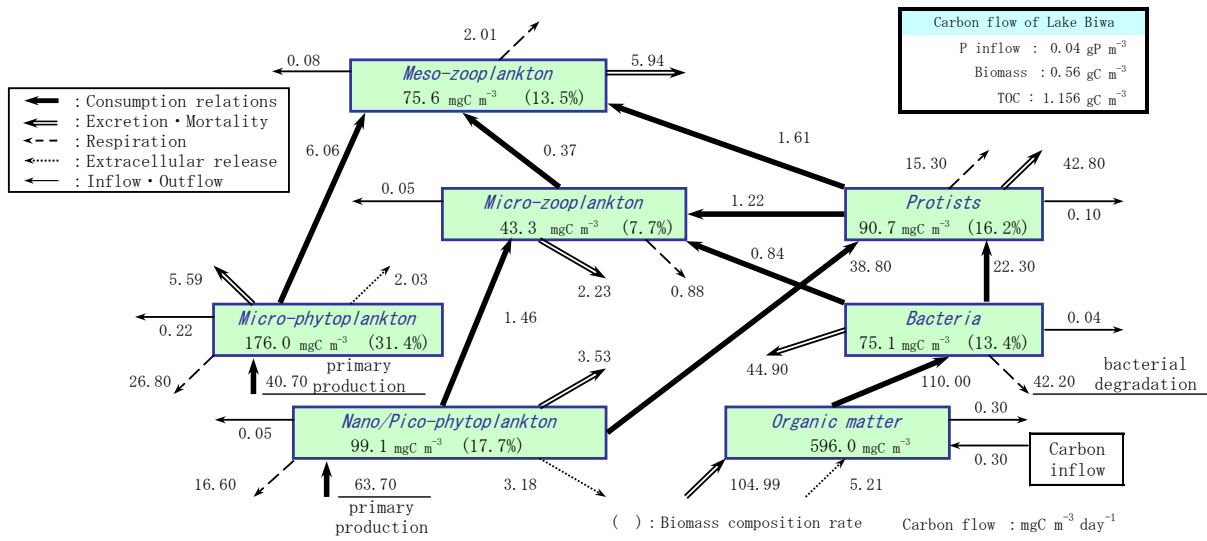 Carbon flow of Lake Biwa
P inflow : 0.04 gP m⁻³
Biomass : 0.56 gC m⁻³
TOC : 1.156 gC m⁻³
: Consumption relations
: Excretion・Mortality
: Respiration
: Extracellular release
: Inflow・Outflow
2.01
0.08
5.94
Meso-zooplankton
75.6 mgC m⁻³ (13.5%)
6.06
0.37
1.61
15.30
42.80
0.05
Micro-zooplankton
43.3 mgC m⁻³ (7.7%)
1.22
Protists
90.7 mgC m⁻³ (16.2%)
0.10
0.84
38.80
22.30
5.59
2.03
2.23
0.88
Micro-phytoplankton
176.0 mgC m⁻³ (31.4%)
0.22
1.46
Bacteria
75.1 mgC m⁻³ (13.4%)
0.04
26.80
40.70
primary
production
3.53
44.90
110.00
42.20
bacterial
degradation
Nano/Pico-phytoplankton
99.1 mgC m⁻³ (17.7%)
0.05
Organic matter
596.0 mgC m⁻³
0.30
0.30
Carbon
inflow
16.60
63.70
primary
production
3.18
104.99
5.21
( ) : Biomass composition rate
Carbon flow : mgC m⁻³ day⁻¹